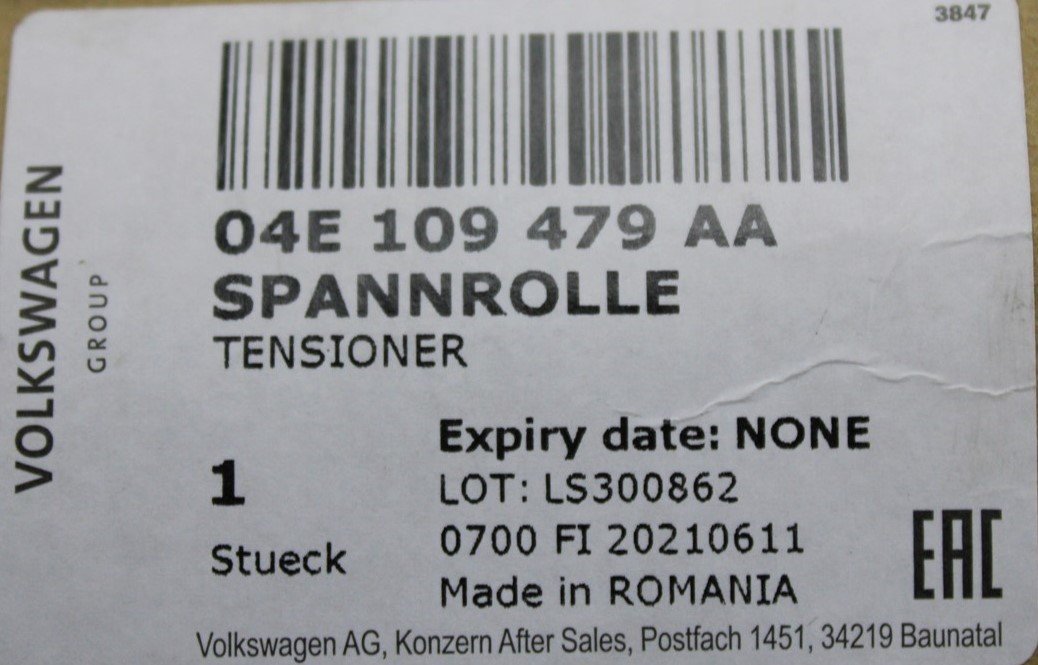 3847
VOLKSWAGEN
GROUP
04E 109 479 AA
SPANNROLLE
TENSIONER
Expiry date: NONE
1
LOT: LS300862
Stueck
0700 FI 20210611
Made in ROMANIA
EAC
Volkswagen AG, Konzern After Sales, Postfach 1451, 34219 Baunatal